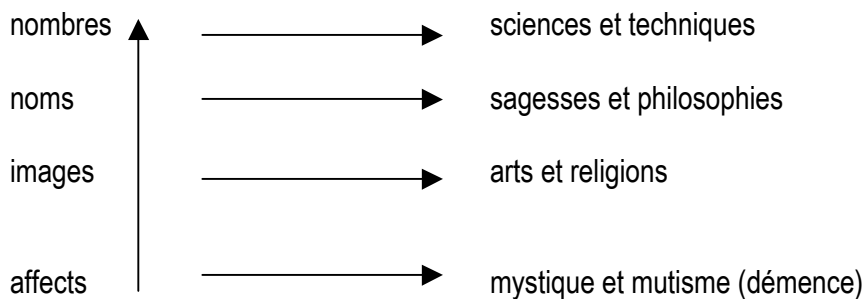 nombres sciences et techniques
noms sagesses et philosophies
images arts et religions
affects mystique et mutisme (démence)